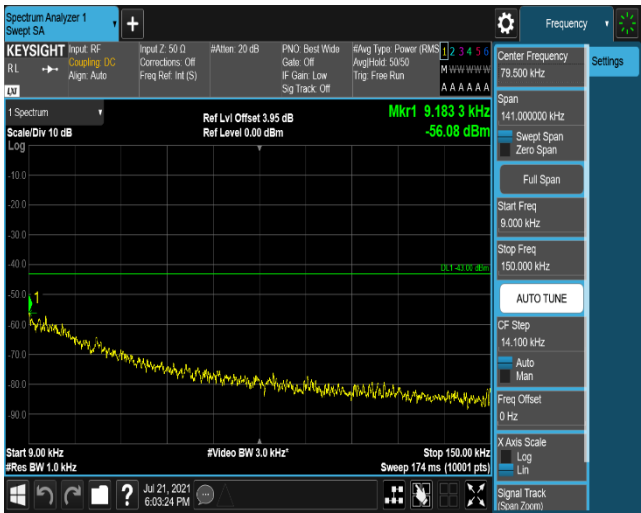 Spectrum Analyzer 1
Swept SA
Frequency
KEYSIGHT
RL
LXI
Input: RF
Coupling: DC
Align: Auto
Input Z: 50 Ω
Corrections: Off
Freq Ref: Int (S)
#Atten: 20 dB
PNO: Best Wide
Gate: Off
IF Gain: Low
Sig Track: Off
#Avg Type: Power (RMS
Avg|Hold: 50/50
Trig: Free Run
1 2 3 4 5 6
M W W W W W
A A A A A A
1 Spectrum
Scale/Div 10 dB
Log
Ref Lvl Offset 3.95 dB
Ref Level 0.00 dBm
Mkr1 9.183 3 kHz
-56.08 dBm
-10.0
-20.0
-30.0
-40.0
-50.0
-60.0
-70.0
-80.0
-90.0
DL1 -43.00 dBm
1
Start 9.00 kHz
#Res BW 1.0 kHz
#Video BW 3.0 kHz*
Stop 150.00 kHz
Sweep 174 ms (10001 pts)
Jul 21, 2021
6:03:24 PM
?
Center Frequency
79.500 kHz
Settings
Span
141.000000 kHz
Swept Span
Zero Span
Full Span
Start Freq
9.000 kHz
Stop Freq
150.000 kHz
AUTO TUNE
CF Step
14.100 kHz
Auto
Man
Freq Offset
0 Hz
X Axis Scale
Log
Lin
Signal Track
(Span Zoom)